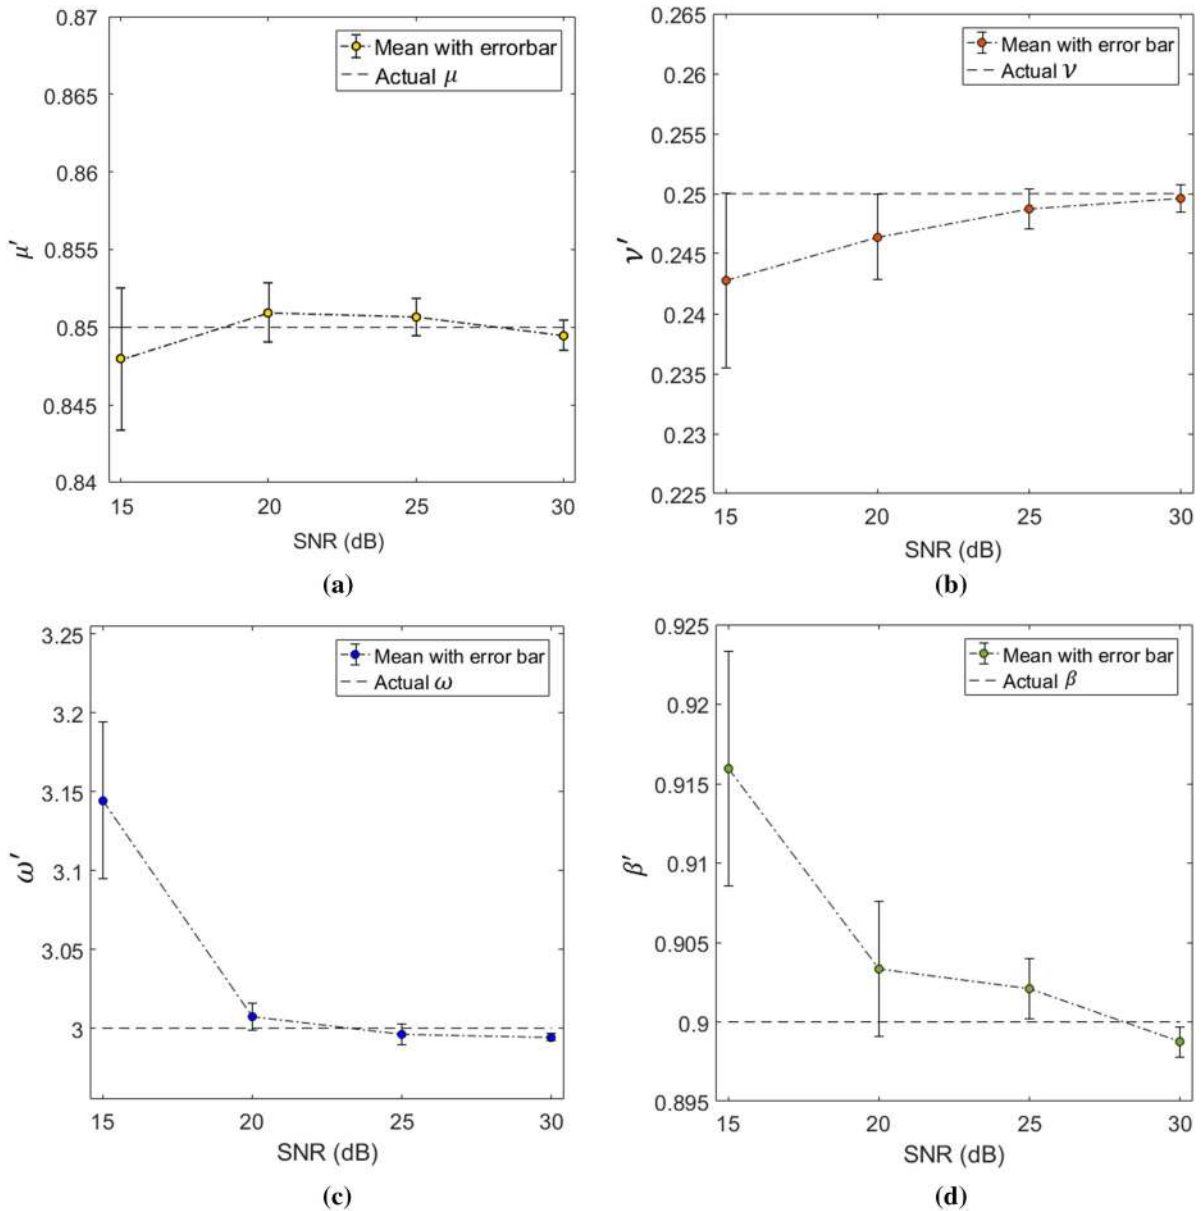 0.87
0.865
0.86
0.855
0.85
0.845
0.84
μ′
Mean with errorbar
Actual μ
15 20 25 30
SNR (dB)
(a)
0.265
0.26
0.255
0.25
0.245
0.24
0.235
0.23
0.225
ν′
Mean with error bar
Actual ν
15 20 25 30
SNR (dB)
(b)
3.25
3.2
3.15
3.1
3.05
3
ω′
Mean with error bar
Actual ω
15 20 25 30
SNR (dB)
(c)
0.925
0.92
0.915
0.91
0.905
0.9
0.895
β′
Mean with error bar
Actual β
15 20 25 30
SNR (dB)
(d)